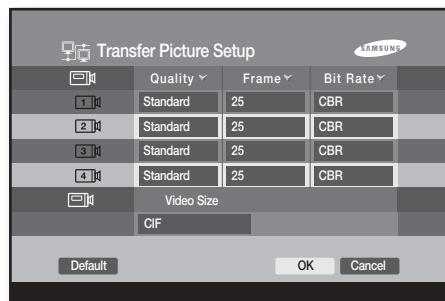 Transfer Picture Setup
SAMSUNG
Quality Frame Bit Rate
1 Standard 25 CBR
2 Standard 25 CBR
3 Standard 25 CBR
4 Standard 25 CBR
Video Size
CIF
Default OK Cancel